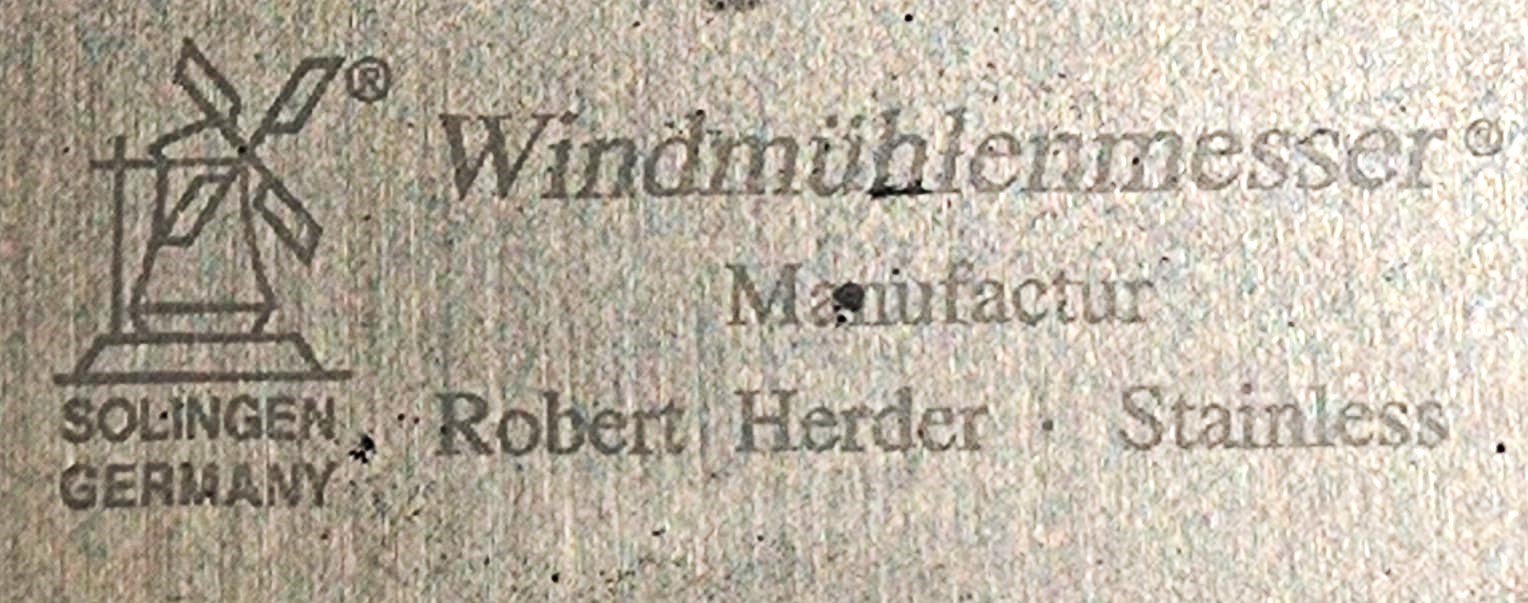 ®
Windmühlenmesser®
Manufactur
Robert Herder · Stainless
SOLINGEN
GERMANY